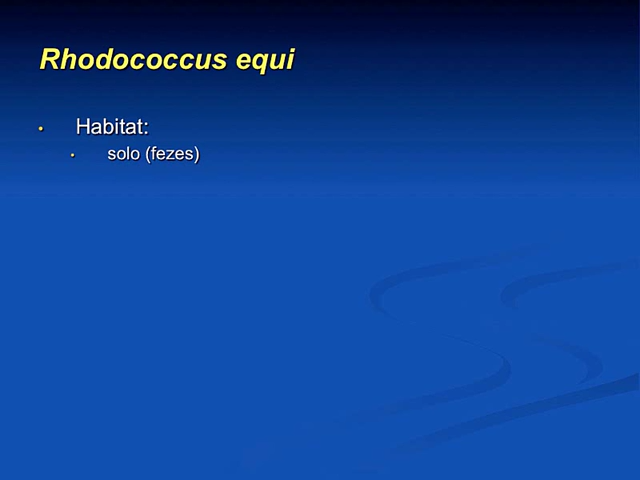 Rhodococcus equi
• Habitat:
• solo (fezes)